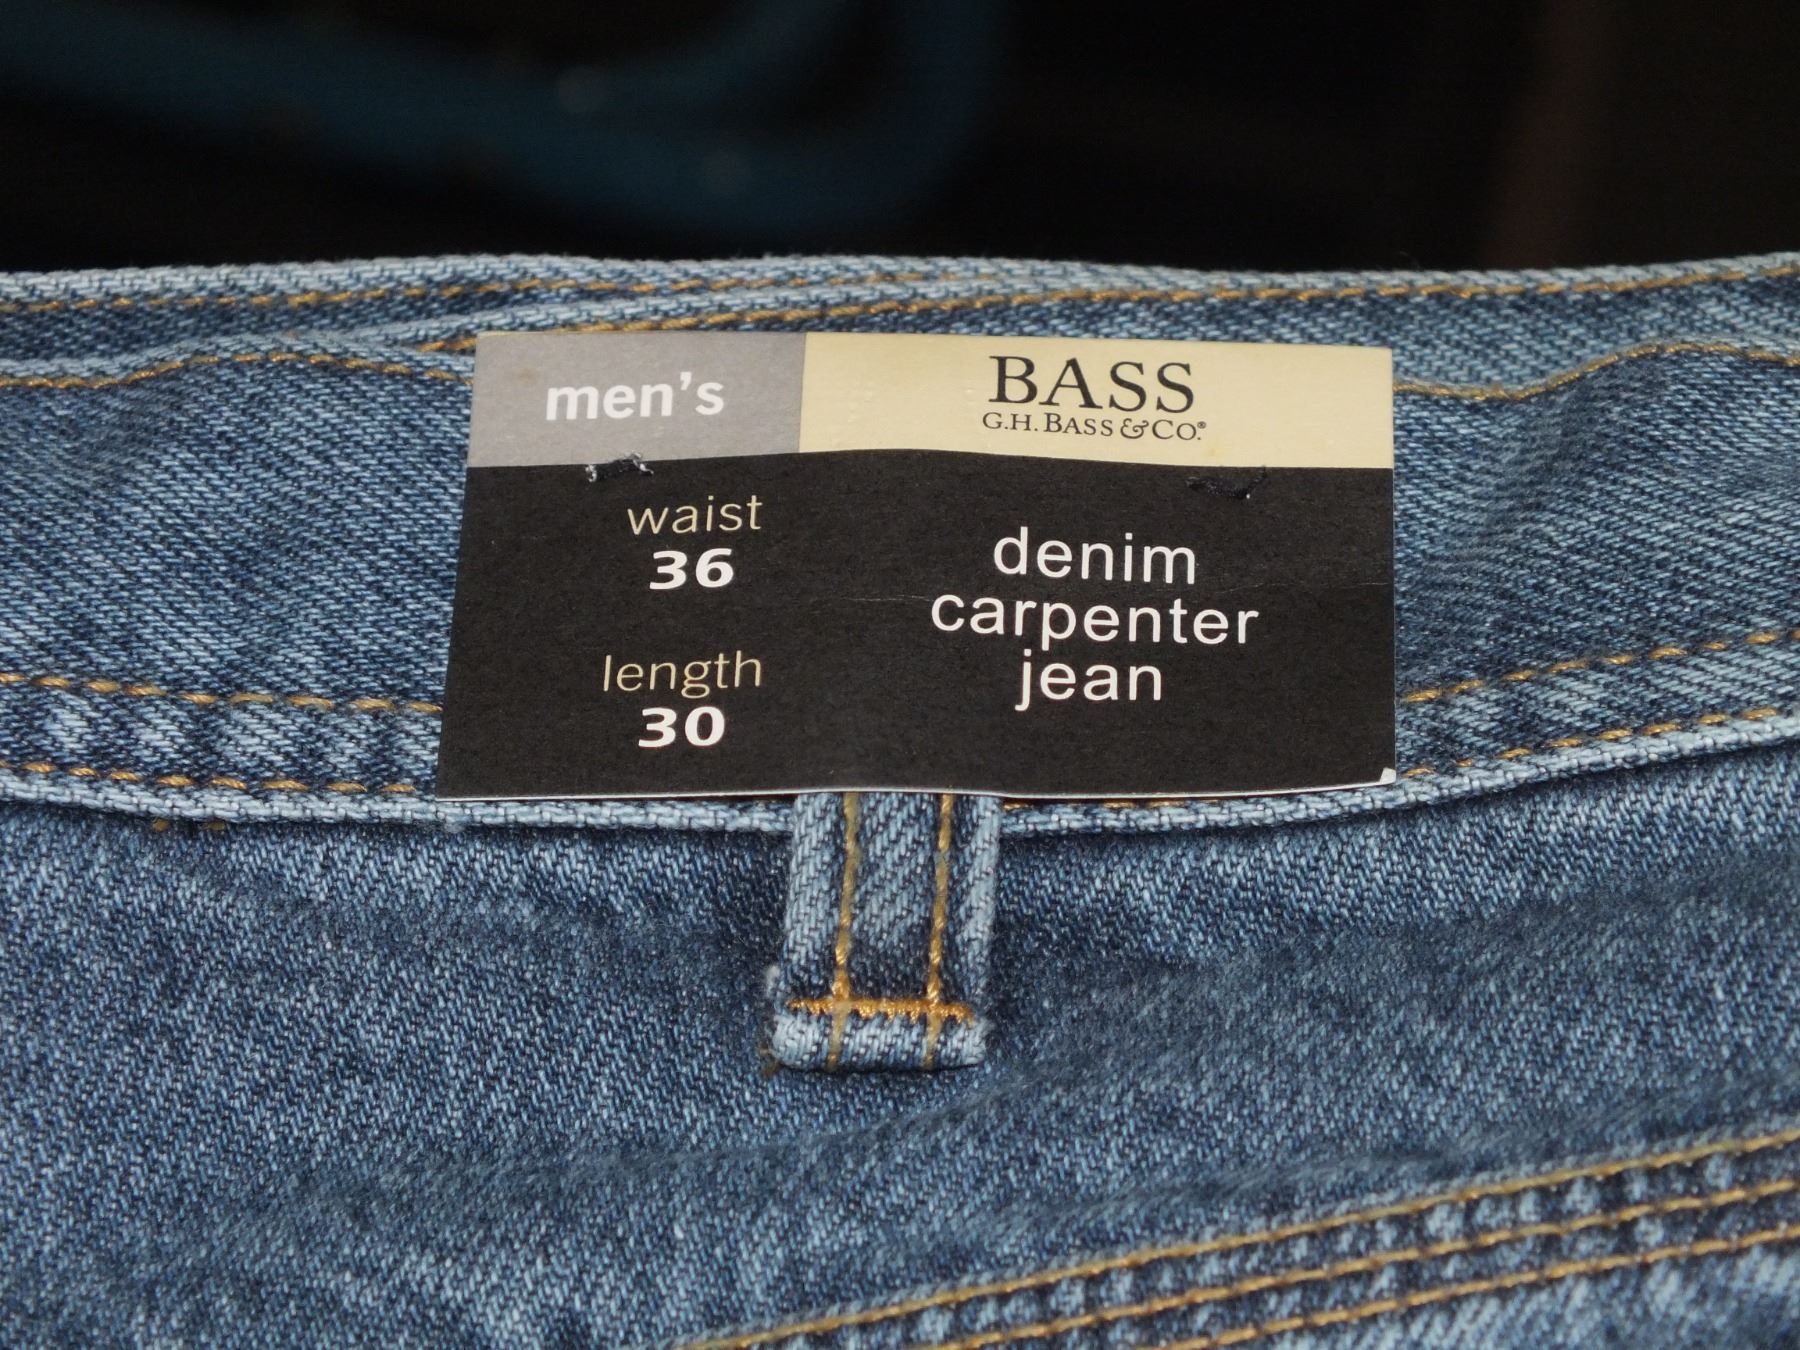 men's
BASS
G.H. BASS & CO.®
waist
36
length
30
denim
carpenter
jean